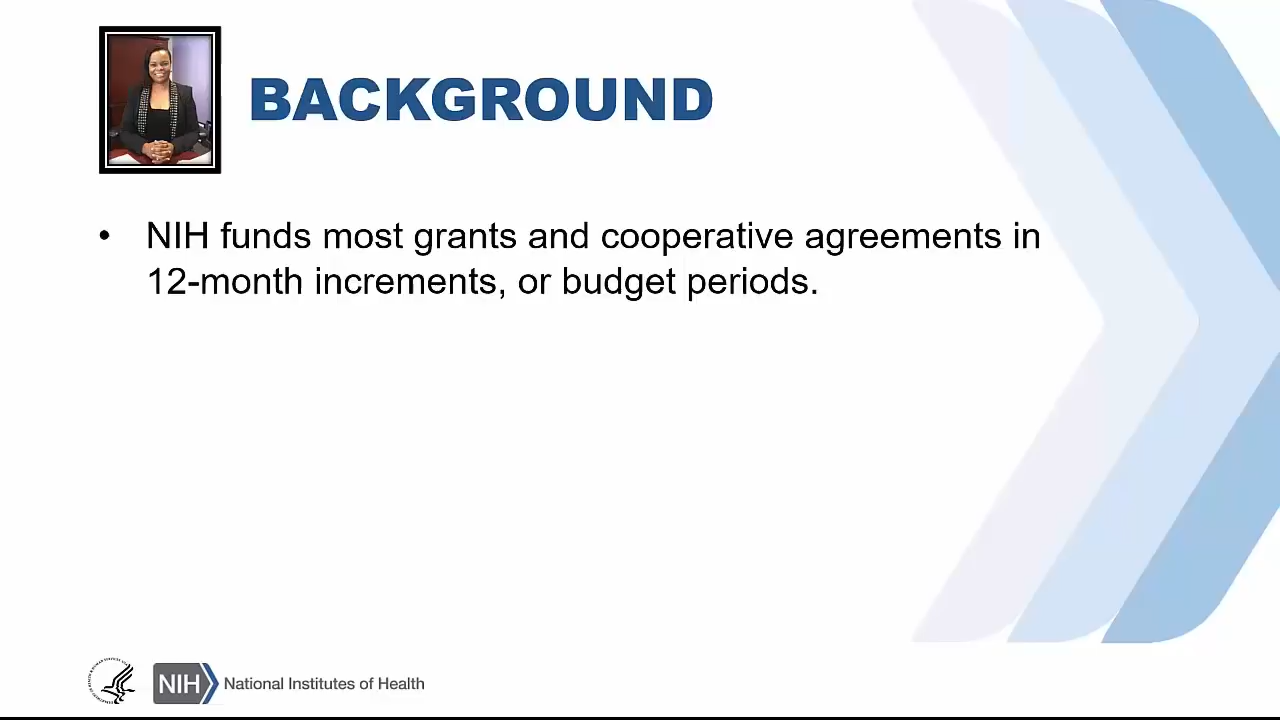 BACKGROUND
• NIH funds most grants and cooperative agreements in
12-month increments, or budget periods.
NIH National Institutes of Health